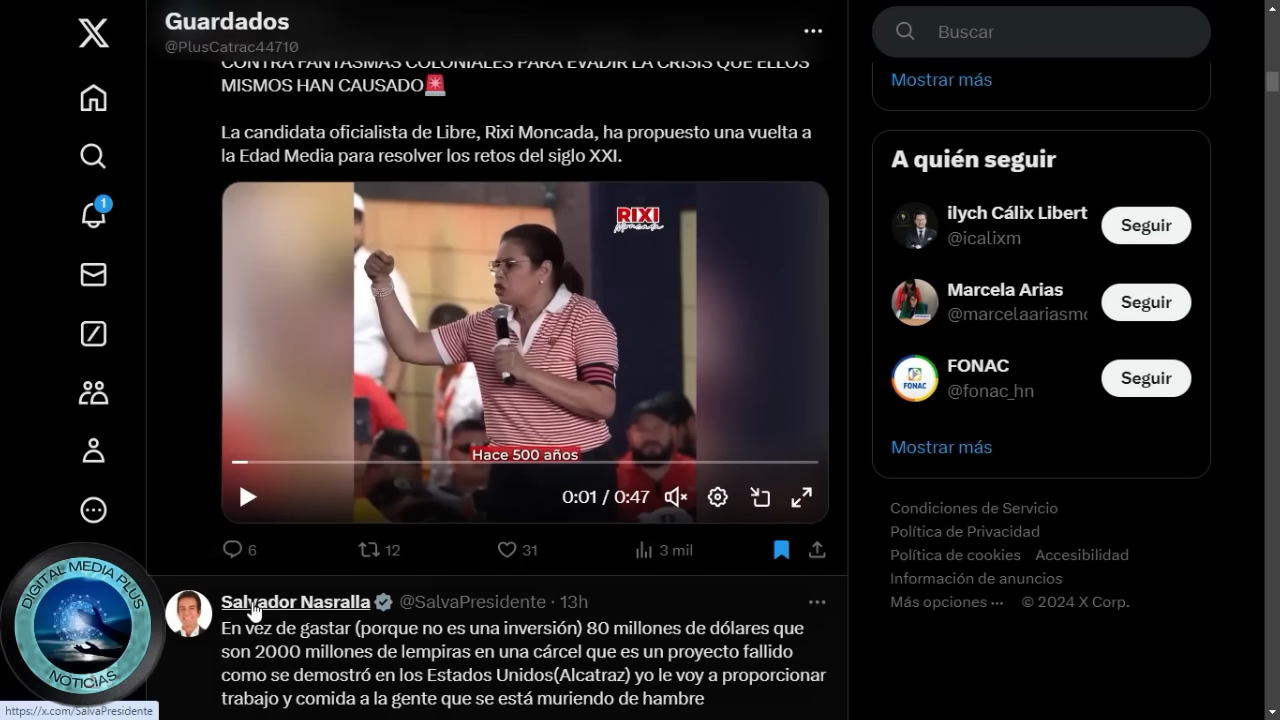 Guardados
@PlusCatrac44710
CONTRA FANTASMAS COLONIALES PARA EVADIR LA CRISIS QUE ELLOS
MISMOS HAN CAUSADO🚨
La candidata oficialista de Libre, Rixi Moncada, ha propuesto una vuelta a
la Edad Media para resolver los retos del siglo XXI.
RIXI
Moncada
Hace 500 años
0:01 / 0:47
6
12
31
3 mil
Salvador Nasralla @SalvaPresidente · 13h
En vez de gastar (porque no es una inversión) 80 millones de dólares que
son 2000 millones de lempiras en una cárcel que es un proyecto fallido
como se demostró en los Estados Unidos(Alcatraz) yo le voy a proporcionar
trabajo y comida a la gente que se está muriendo de hambre
1
Buscar
Mostrar más
A quién seguir
ilych Cálix Libert
@icalixm
Seguir
Marcela Arias
@marcelaariasmo
Seguir
FONAC
@fonac_hn
Seguir
FONAC
Mostrar más
Condiciones de Servicio
Política de Privacidad
Política de cookies Accesibilidad
Información de anuncios
Más opciones ··· © 2024 X Corp.
DIGITAL MEDIA PLUS
NOTICIAS
https://x.com/SalvaPresidente